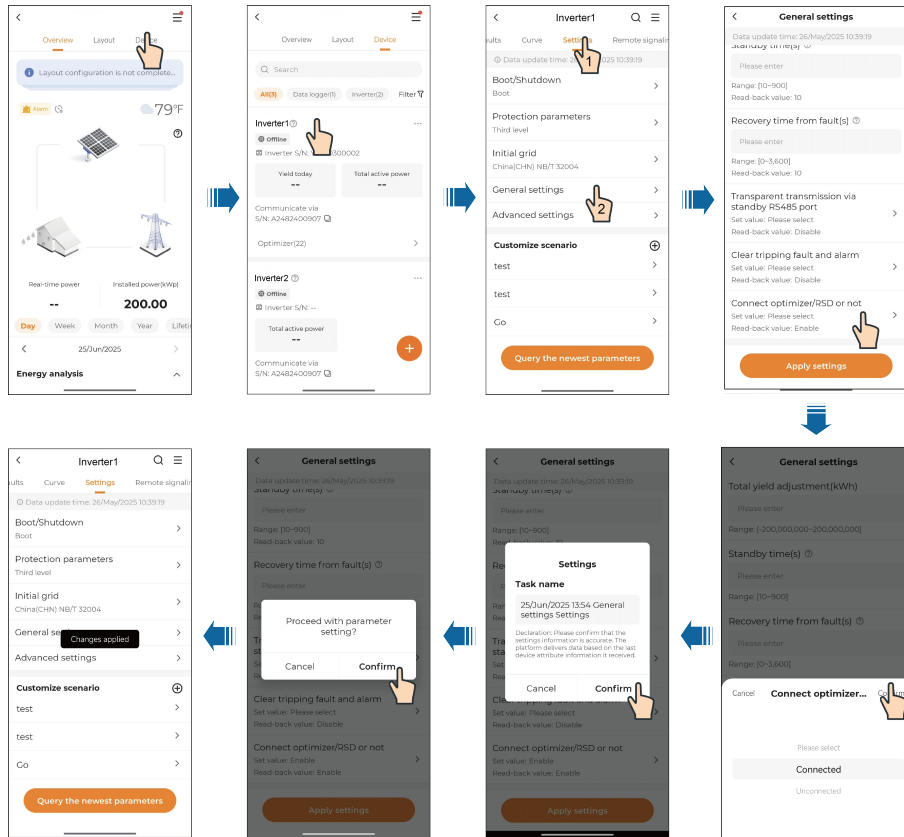 Overview Layout De ce
Layout configuration is not complete...
Alarm 79°F
Real-time power Installed power(kWp)
-- 200.00
Day Week Month Year Lifeti
25/Jun/2025
Energy analysis
Overview Layout Device
Search
All(3) Data logger(1) Inverter(2) Filter
Inverter1
Offline
Inverter S/N: 300002
Yield today Total active power
-- --
Communicate via
S/N: A2482400907
Optimizer(22)
Inverter2
Offline
Inverter S/N: --
Total active power
--
Communicate via
S/N: A2482400907
+
Inverter1
ults Curve Settings Remote signalin
Data update time: 26/May/2025 10:39:19
1
Boot/Shutdown
Boot
Protection parameters
Third level
Initial grid
China(CHN) NB/T 32004
General settings
2
Advanced settings
Customize scenario
test
test
Go
Query the newest parameters
General settings
Data update time: 26/May/2025 10:39:19
Standby time(s)
Please enter
Range: [10~900]
Read-back value: 10
Recovery time from fault(s)
Please enter
Range: [0~3,600]
Read-back value: 10
Transparent transmission via
standby RS485 port
Set value: Please select
Read-back value: Disable
Clear tripping fault and alarm
Set value: Please select
Read-back value: Disable
Connect optimizer/RSD or not
Set value: Please select
Read-back value: Enable
Apply settings
General settings
Total yield adjustment(kWh)
Please enter
Range: [-200,000,000~200,000,000]
Standby time(s)
Please enter
Range: [10~900]
Recovery time from fault(s)
Please enter
Range: [0~3,600]
Cancel Connect optimizer... Confirm
Please select
Connected
Unconnected
General settings
Data update time: 26/May/2025 10:39:19
Standby time(s)
Please enter
Range: [10~900]
Read-back value: 10
Settings
Task name
25/Jun/2025 13:54 General
settings Settings
Declaration: Please confirm that the
settings information is accurate. The
platform delivers data based on the last
device attribute information it received.
Cancel Confirm
Clear tripping fault and alarm
Set value: Please select
Read-back value: Disable
Connect optimizer/RSD or not
Set value: Enable
Read-back value: Enable
Apply settings
General settings
Data update time: 26/May/2025 10:39:19
Standby time(s)
Please enter
Range: [10~900]
Read-back value: 10
Recovery time from fault(s)
Please enter
Proceed with parameter
setting?
Cancel Confirm
Clear tripping fault and alarm
Set value: Please select
Read-back value: Disable
Connect optimizer/RSD or not
Set value: Enable
Read-back value: Enable
Apply settings
Inverter1
ults Curve Settings Remote signalin
Data update time: 26/May/2025 10:39:19
Boot/Shutdown
Boot
Protection parameters
Third level
Initial grid
China(CHN) NB/T 32004
General se
Changes applied
Advanced settings
Customize scenario
test
test
Go
Query the newest parameters